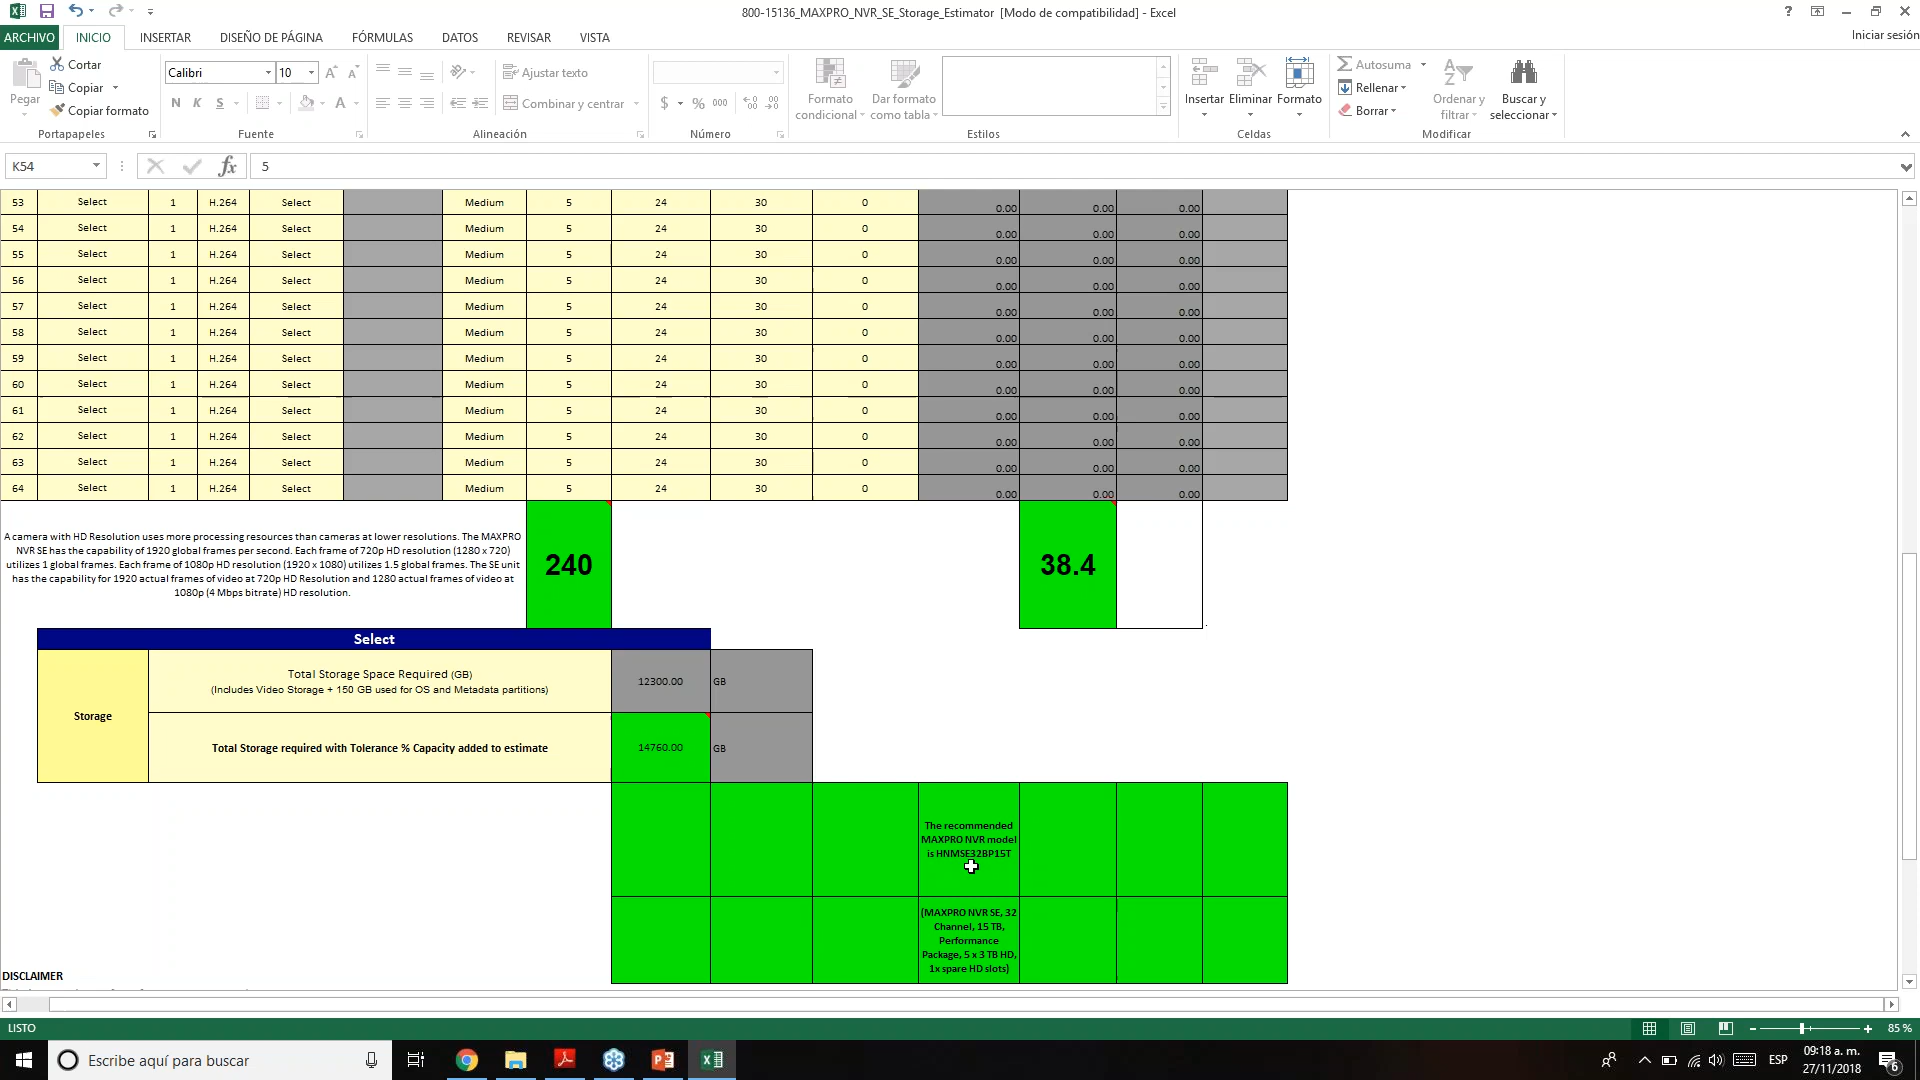 800-15136_MAXPRO_NVR_SE_Storage_Estimator [Modo de compatibilidad] - Excel
ARCHIVO INICIO INSERTAR DISEÑO DE PÁGINA FÓRMULAS DATOS REVISAR VISTA Iniciar sesión
Pegar
Cortar
Copiar
Copiar formato
Portapapeles
Calibri 10
N K S
Fuente
Ajustar texto
Combinar y centrar
Alineación
$ % 000
Número
Formato condicional
Dar formato como tabla
Estilos
Insertar Eliminar Formato
Celdas
Autosuma
Rellenar
Borrar
Ordenar y filtrar
Buscar y seleccionar
Modificar
K54 fx 5
53 Select 1 H.264 Select Medium 5 24 30 0 0.00 0.00 0.00
54 Select 1 H.264 Select Medium 5 24 30 0 0.00 0.00 0.00
55 Select 1 H.264 Select Medium 5 24 30 0 0.00 0.00 0.00
56 Select 1 H.264 Select Medium 5 24 30 0 0.00 0.00 0.00
57 Select 1 H.264 Select Medium 5 24 30 0 0.00 0.00 0.00
58 Select 1 H.264 Select Medium 5 24 30 0 0.00 0.00 0.00
59 Select 1 H.264 Select Medium 5 24 30 0 0.00 0.00 0.00
60 Select 1 H.264 Select Medium 5 24 30 0 0.00 0.00 0.00
61 Select 1 H.264 Select Medium 5 24 30 0 0.00 0.00 0.00
62 Select 1 H.264 Select Medium 5 24 30 0 0.00 0.00 0.00
63 Select 1 H.264 Select Medium 5 24 30 0 0.00 0.00 0.00
64 Select 1 H.264 Select Medium 5 24 30 0 0.00 0.00 0.00
A camera with HD Resolution uses more processing resources than cameras at lower resolutions. The MAXPRO
NVR SE has the capability of 1920 global frames per second. Each frame of 720p HD resolution (1280 x 720)
utilizes 1 global frames. Each frame of 1080p HD resolution (1920 x 1080) utilizes 1.5 global frames. The SE unit
has the capability for 1920 actual frames of video at 720p HD Resolution and 1280 actual frames of video at
1080p (4 Mbps bitrate) HD resolution.
240
38.4
Select
Storage
Total Storage Space Required (GB)
(Includes Video Storage + 150 GB used for OS and Metadata partitions)
12300.00 GB
Total Storage required with Tolerance % Capacity added to estimate
14760.00 GB
The recommended
MAXPRO NVR model
is HNMSE32BP15T
(MAXPRO NVR SE, 32
Channel, 15 TB,
Performance
Package, 5 x 3 TB HD,
1x spare HD slots)
DISCLAIMER
LISTO
85 %
Escribe aquí para buscar
ESP
09:18 a. m.
27/11/2018
6